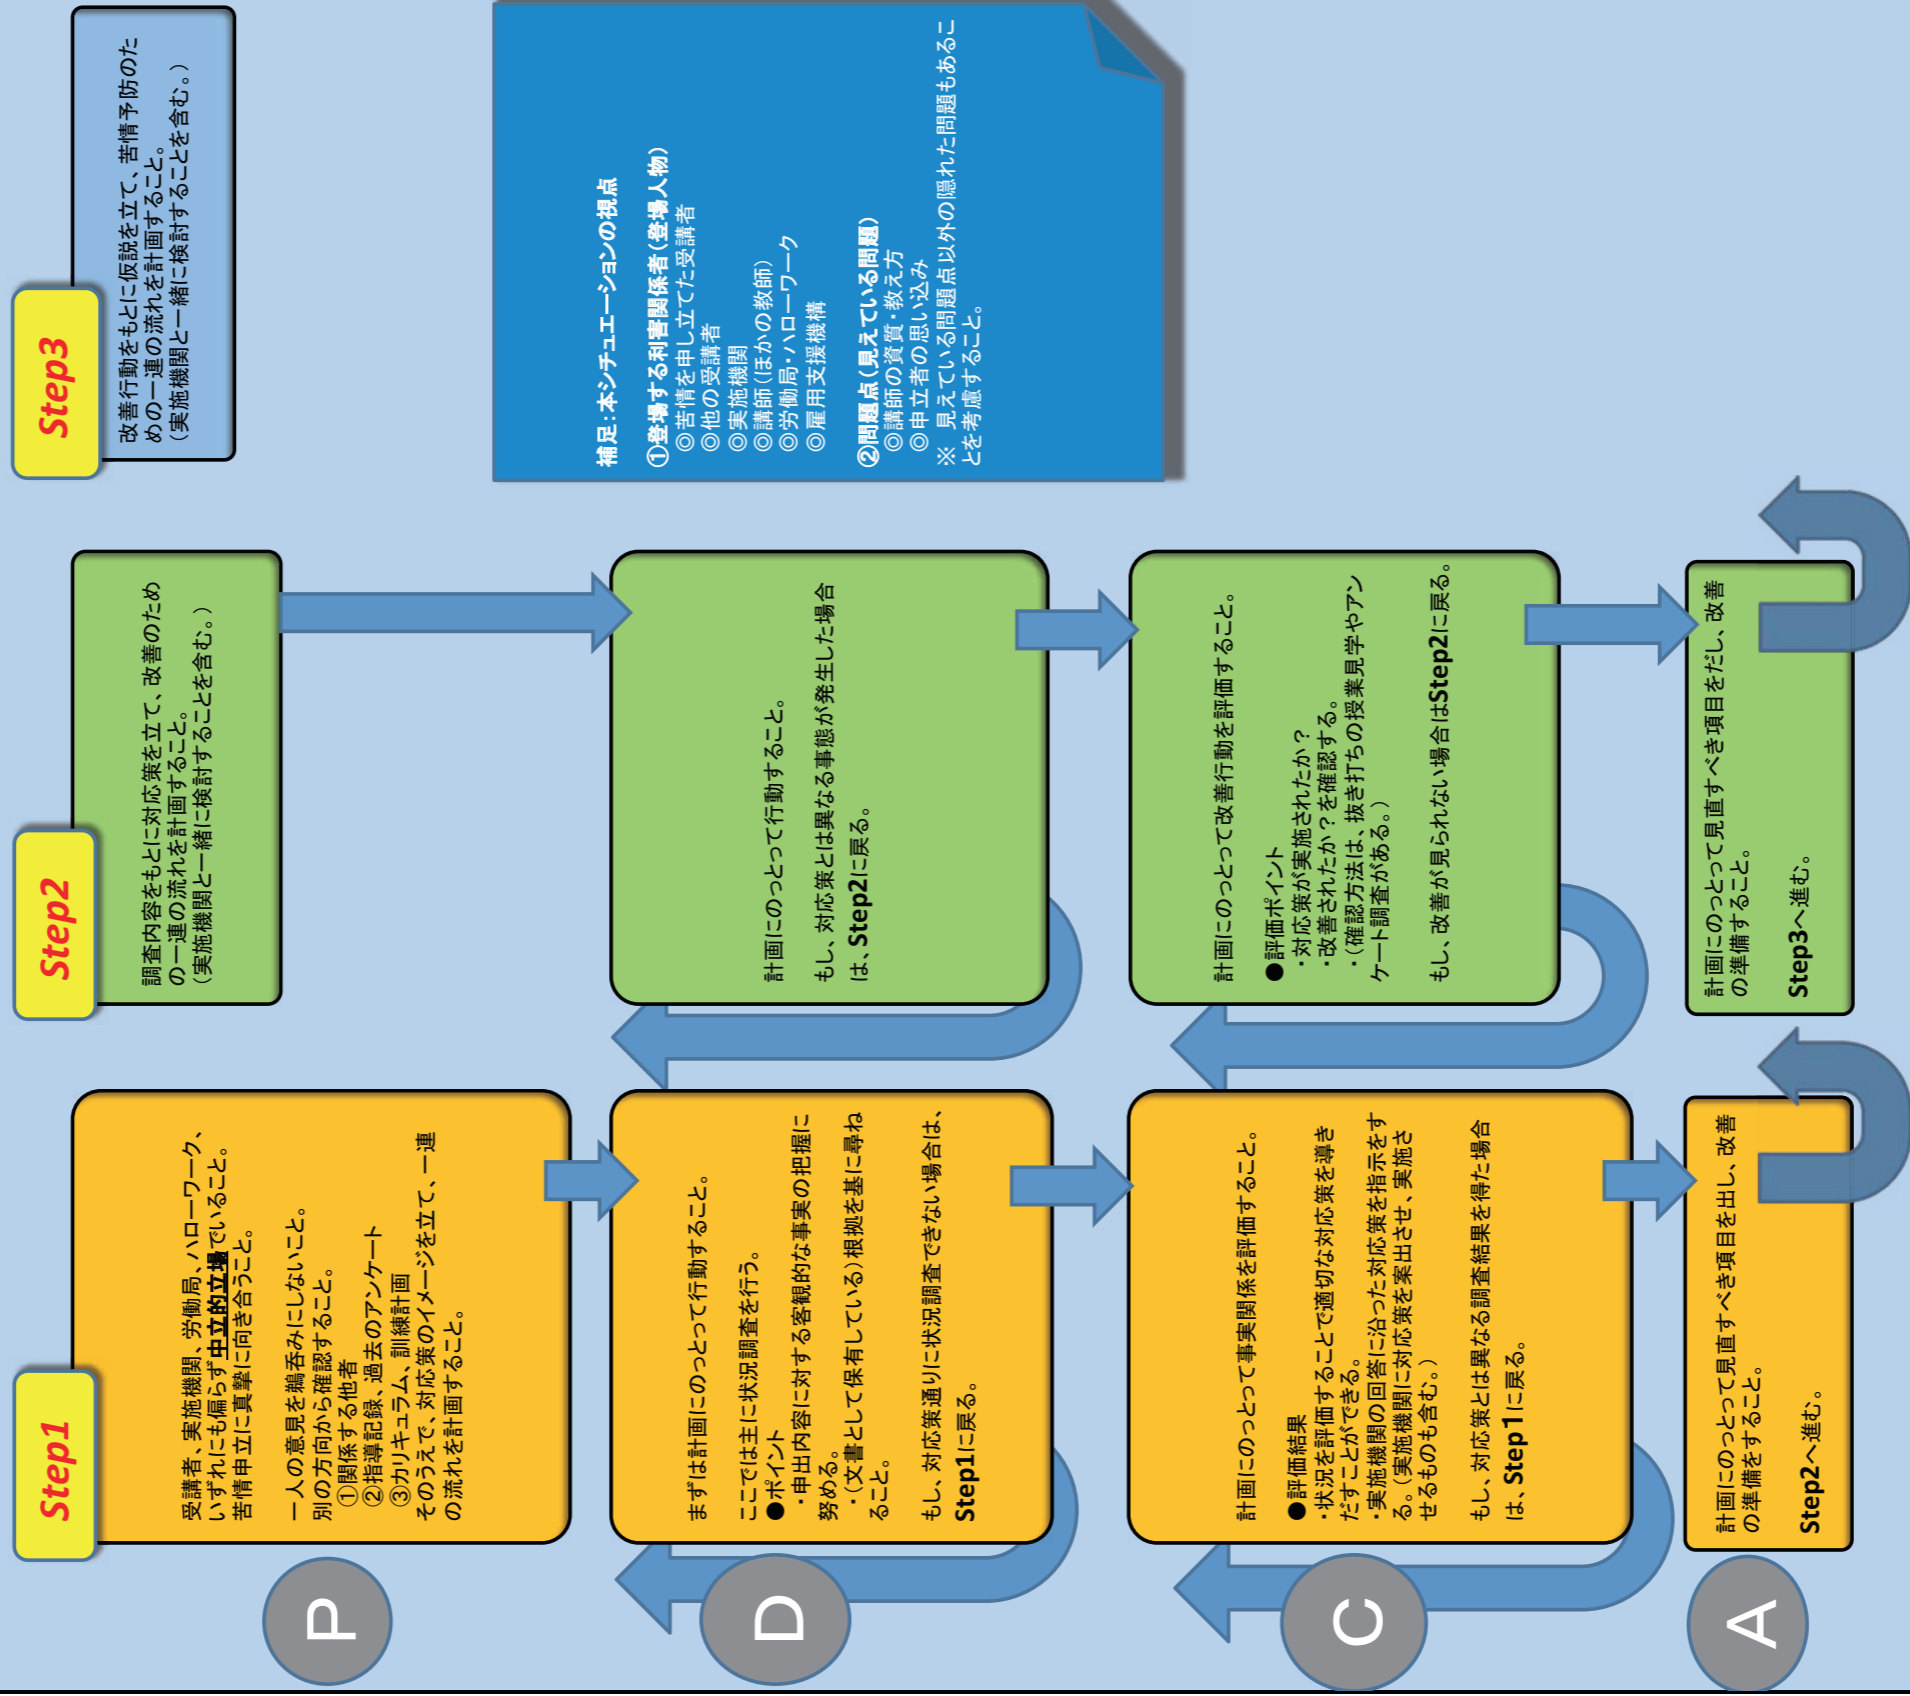 Step1
P
受講者、実施機関、労働局、ハローワーク、
いずれにも偏らず中立的立場でいること。
苦情申立に真摯に向き合うこと。
一人の意見を鵜呑みにしないこと。
別の方向から確認すること。
①関係する他者
②指導記録、過去のアンケート
③カリキュラム、訓練計画
そのうえで、対応策のイメージを立て、一連
の流れを計画すること。
D
まずは計画にのっとって行動すること。
ここでは主に状況調査を行う。
●ポイント
・申出内容に対する客観的な事実の把握に
努める。
・（文書として保有している）根拠を基に尋ね
ること。
もし、対応策通りに状況調査できない場合は、
Step1に戻る。
C
計画にのっとって事実関係を評価すること。
●評価結果
・状況を評価することで適切な対応策を導き
だすことができる。
・実施機関の回答に沿った対応策を指示をす
る。（実施機関に対応策を案出させ、実施さ
せるものも含む。）
もし、対応策とは異なる調査結果を得た場合
は、Step1に戻る。
A
計画にのっとって見直すべき項目を出し、改善
の準備をすること。
Step2へ進む。
Step2
調査内容をもとに対応策を立て、改善のため
の一連の流れを計画すること。
（実施機関と一緒に検討することを含む。）
計画にのっとって行動すること。
もし、対応策とは異なる事態が発生した場合
は、Step2に戻る。
計画にのっとって改善行動を評価すること。
●評価ポイント
・対応策が実施されたか？
・改善されたか？を確認する。
・（確認方法は、抜き打ちの授業見学やアン
ケート調査がある。）
もし、改善が見られない場合はStep2に戻る。
計画にのっとって見直すべき項目をだし、改善
の準備すること。
Step3へ進む。
Step3
改善行動をもとに仮説を立て、苦情予防のた
めの一連の流れを計画すること。
（実施機関と一緒に検討することを含む。）
補足：本シチュエーションの視点
①登場する利害関係者（登場人物）
◎苦情を申し立てた受講者
◎他の受講者
◎実施機関
◎講師（ほかの教師）
◎労働局・ハローワーク
◎雇用支援機構
②問題点（見えている問題）
◎講師の資質・教え方
◎申立者の思い込み
※ 見えている問題点以外の隠れた問題もあるこ
とを考慮すること。